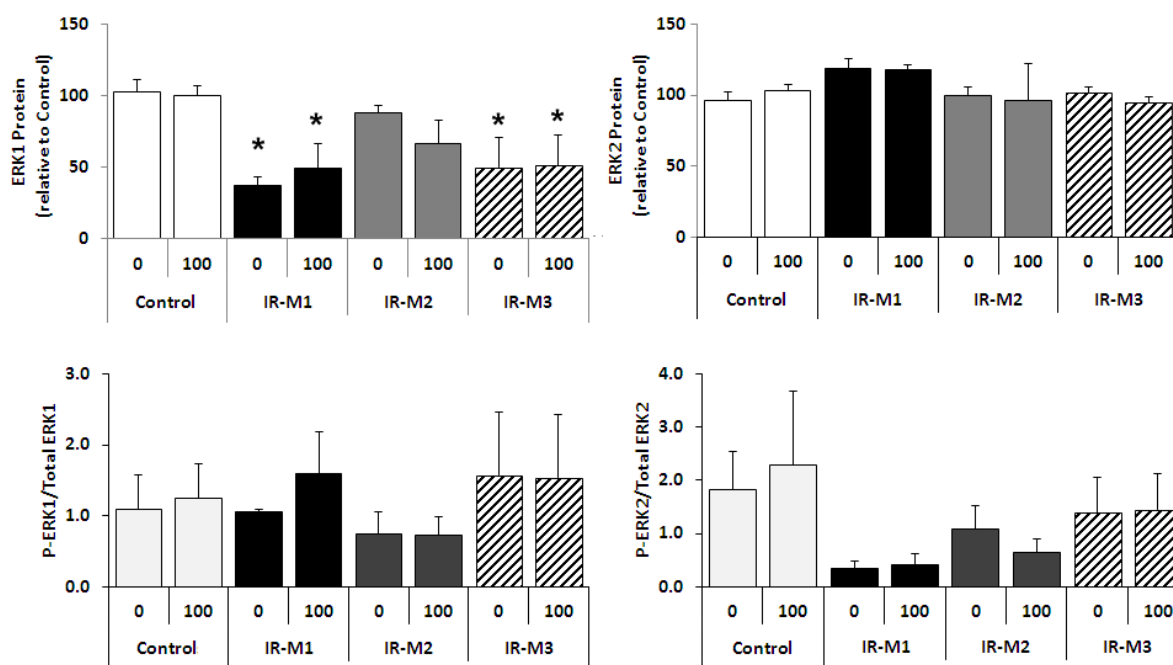 ERK1 Protein
(relative to Control)
150
100
50
0
* * * *
0 100 0 100 0 100 0 100
Control IR-M1 IR-M2 IR-M3
ERK2 Protein
(relative to Control)
150
100
50
0
0 100 0 100 0 100 0 100
Control IR-M1 IR-M2 IR-M3
P-ERK1/Total ERK1
3.0
2.0
1.0
0.0
0 100 0 100 0 100 0 100
Control IR-M1 IR-M2 IR-M3
P-ERK2/Total ERK2
4.0
3.0
2.0
1.0
0.0
0 100 0 100 0 100 0 100
Control IR-M1 IR-M2 IR-M3